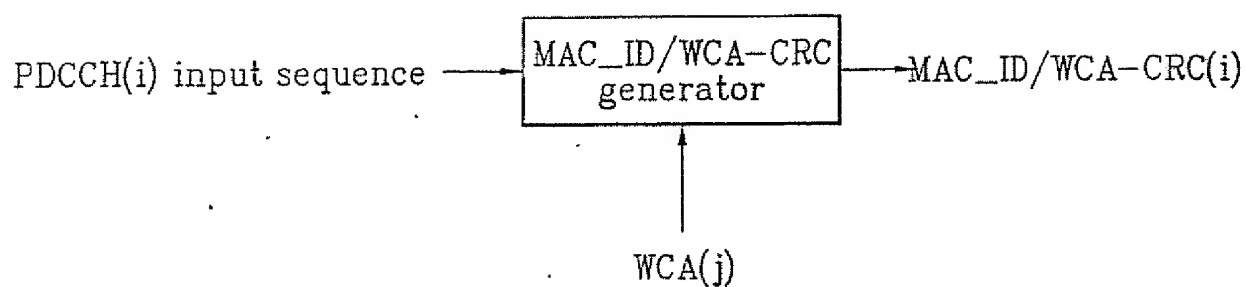 PDCCH(i) input sequence
MAC_ID/WCA-CRC
generator
MAC_ID/WCA-CRC(i)
WCA(j)